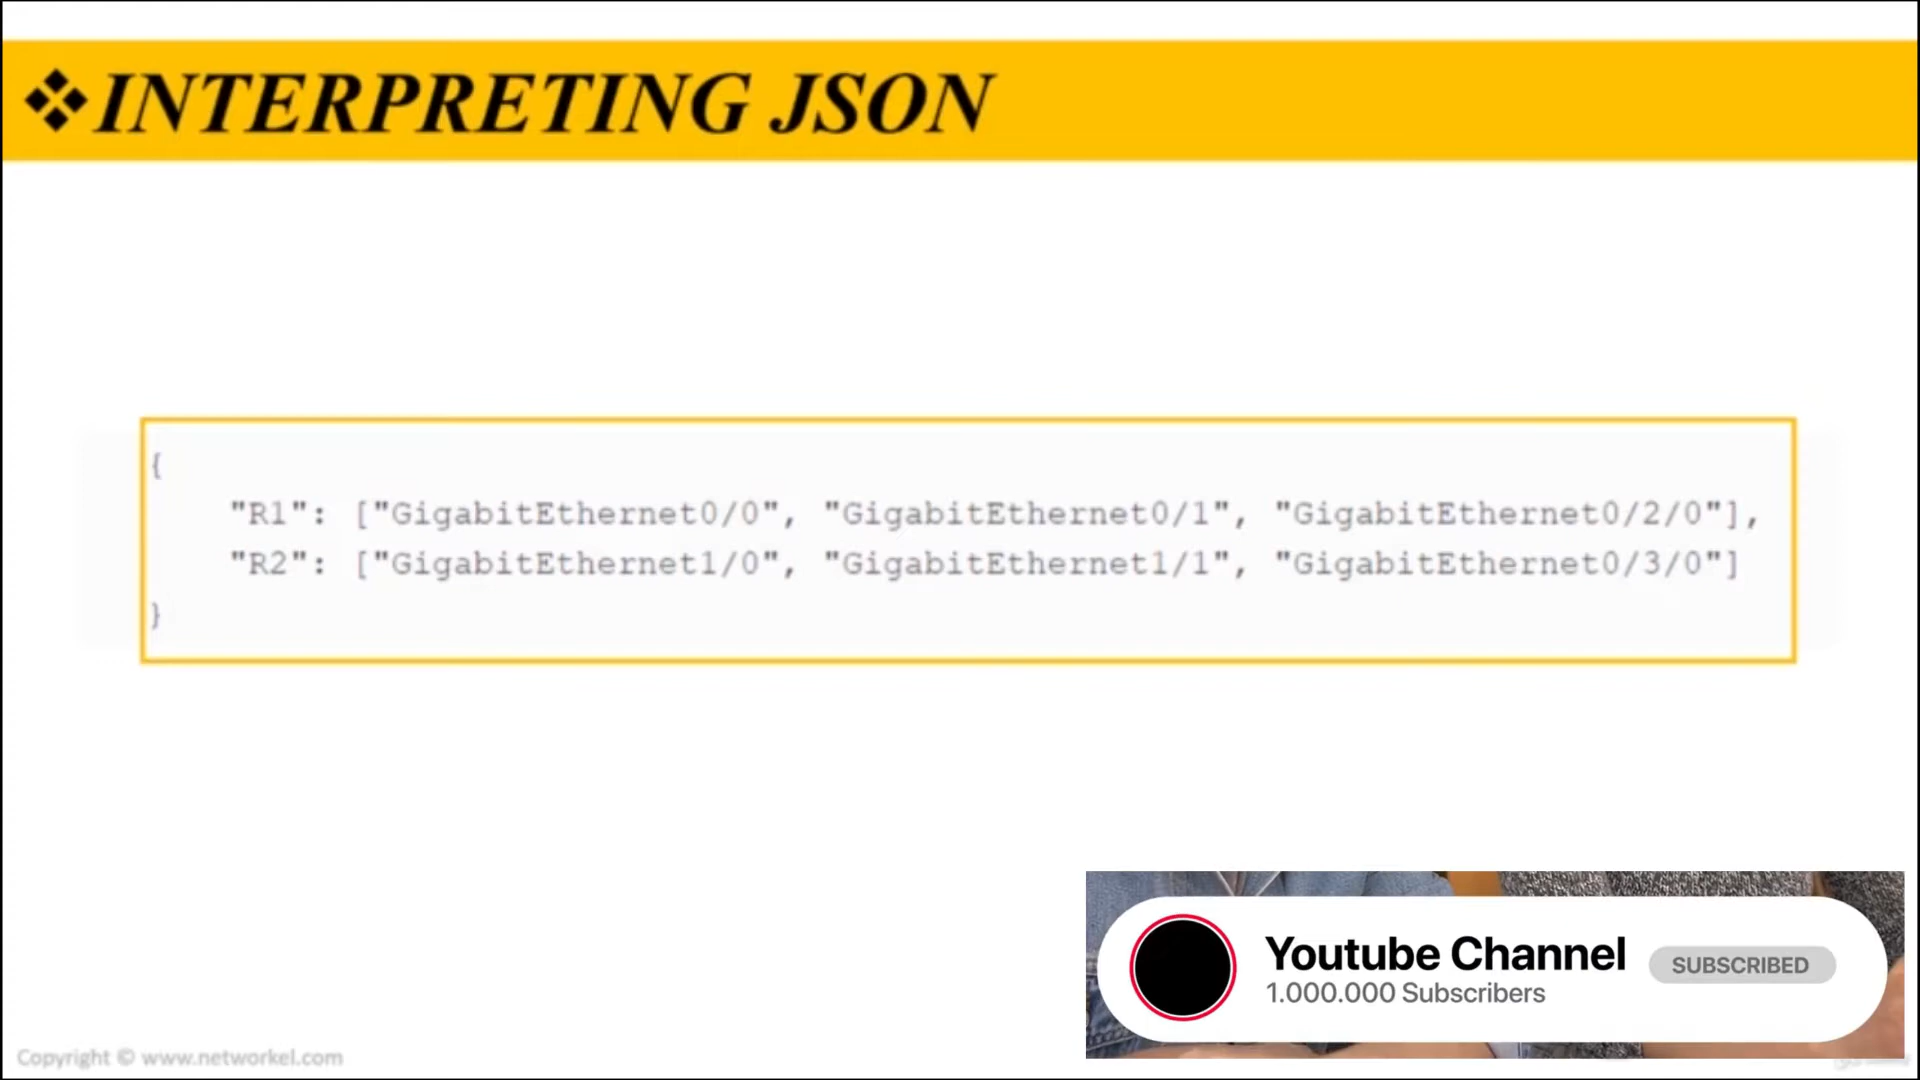 ❖INTERPRETING JSON
{
"R1": ["GigabitEthernet0/0", "GigabitEthernet0/1", "GigabitEthernet0/2/0"],
"R2": ["GigabitEthernet1/0", "GigabitEthernet1/1", "GigabitEthernet0/3/0"]
}
Youtube Channel
SUBSCRIBED
1.000.000 Subscribers
Copyright © www.networkel.com